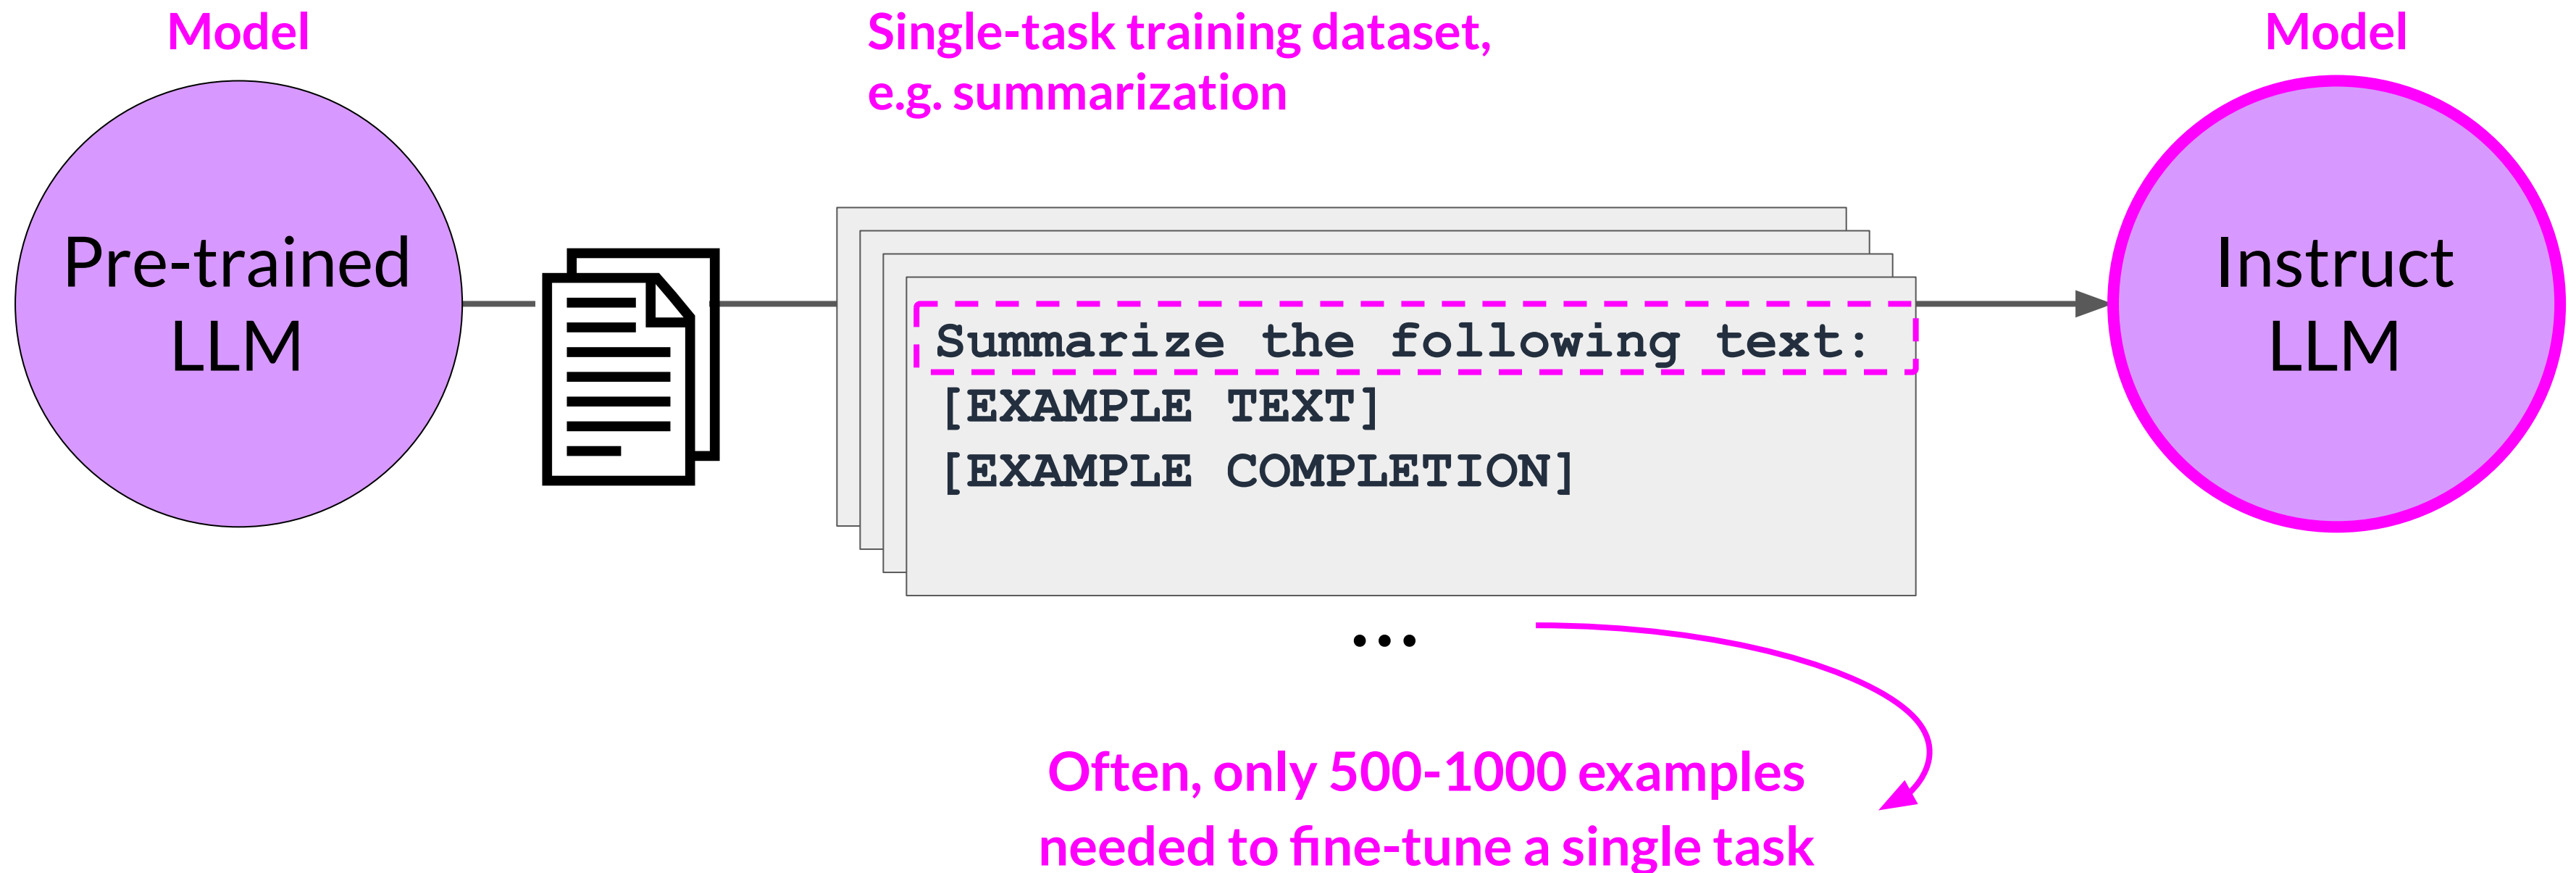 Model
Single-task training dataset,
e.g. summarization
Model
Pre-trained
LLM
Summarize the following text:
[EXAMPLE TEXT]
[EXAMPLE COMPLETION]
...
Instruct
LLM
Often, only 500-1000 examples
needed to fine-tune a single task